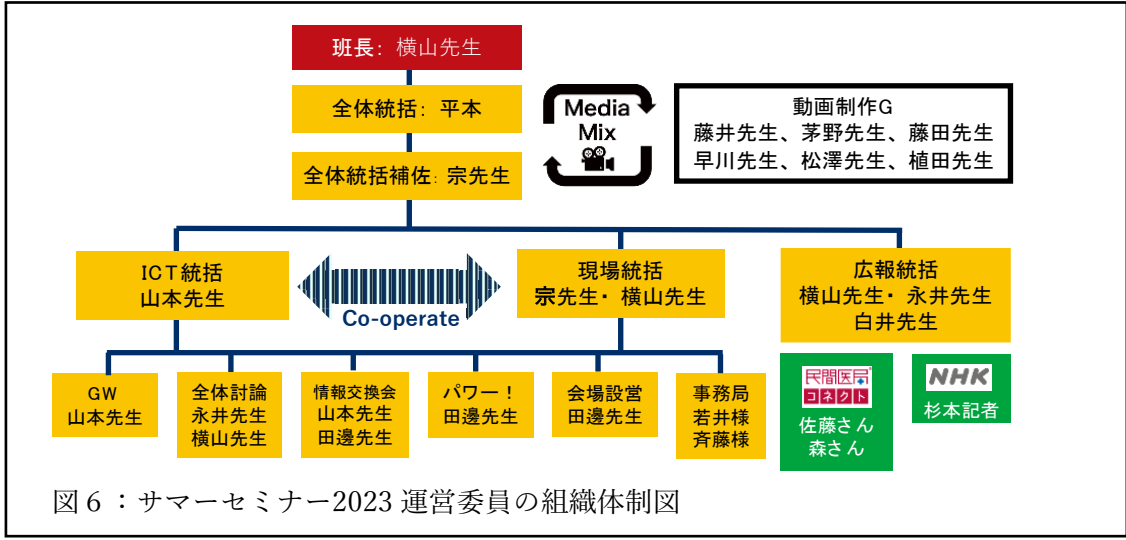 班長: 横山先生
全体統括: 平本
全体統括補佐: 宗先生
Media
Mix
動画制作G
藤井先生、茅野先生、藤田先生
早川先生、松澤先生、植田先生
ICT統括
山本先生
Co-operate
現場統括
宗先生・横山先生
広報統括
横山先生・永井先生
白井先生
GW
山本先生
全体討論
永井先生
横山先生
情報交換会
山本先生
田邊先生
パワー！
田邊先生
会場設営
田邊先生
事務局
若井様
斉藤様
民間医局
コネクト
佐藤さん
森さん
NHK
杉本記者
図６：サマーセミナー2023 運営委員の組織体制図